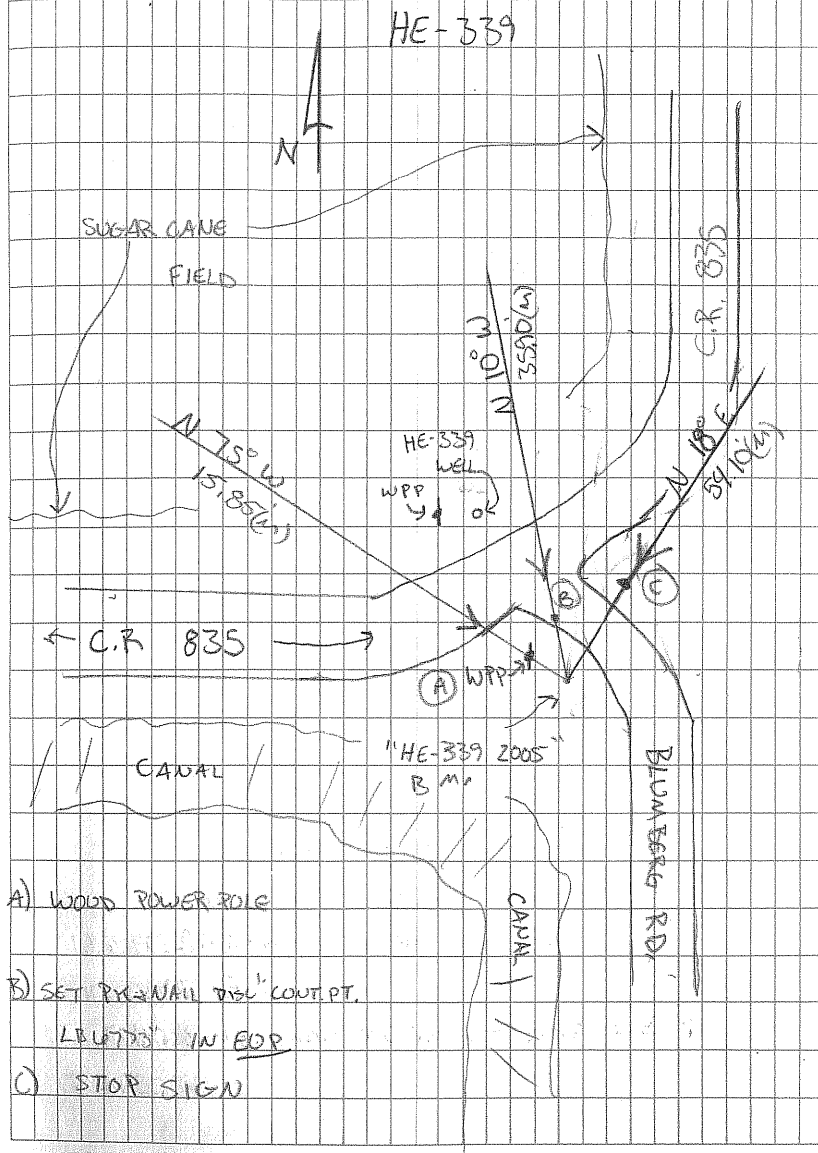 HE-339
N
SUGAR CANE
FIELD
C.R. 835
N 10° W
35.90(m)
N 18° E
59.10(m)
N 75° W
15.85(m)
HE-339
WELL
WPP
B
C
← C.R 835 →
A WPP
"HE-339 2005"
B M.
CANAL
BLUMBERG RD.
CANAL
A) WOOD POWER POLE
B) SET PK-NAIL DISC "CONT. PT.
LB6773" IN EOP
C) STOP SIGN